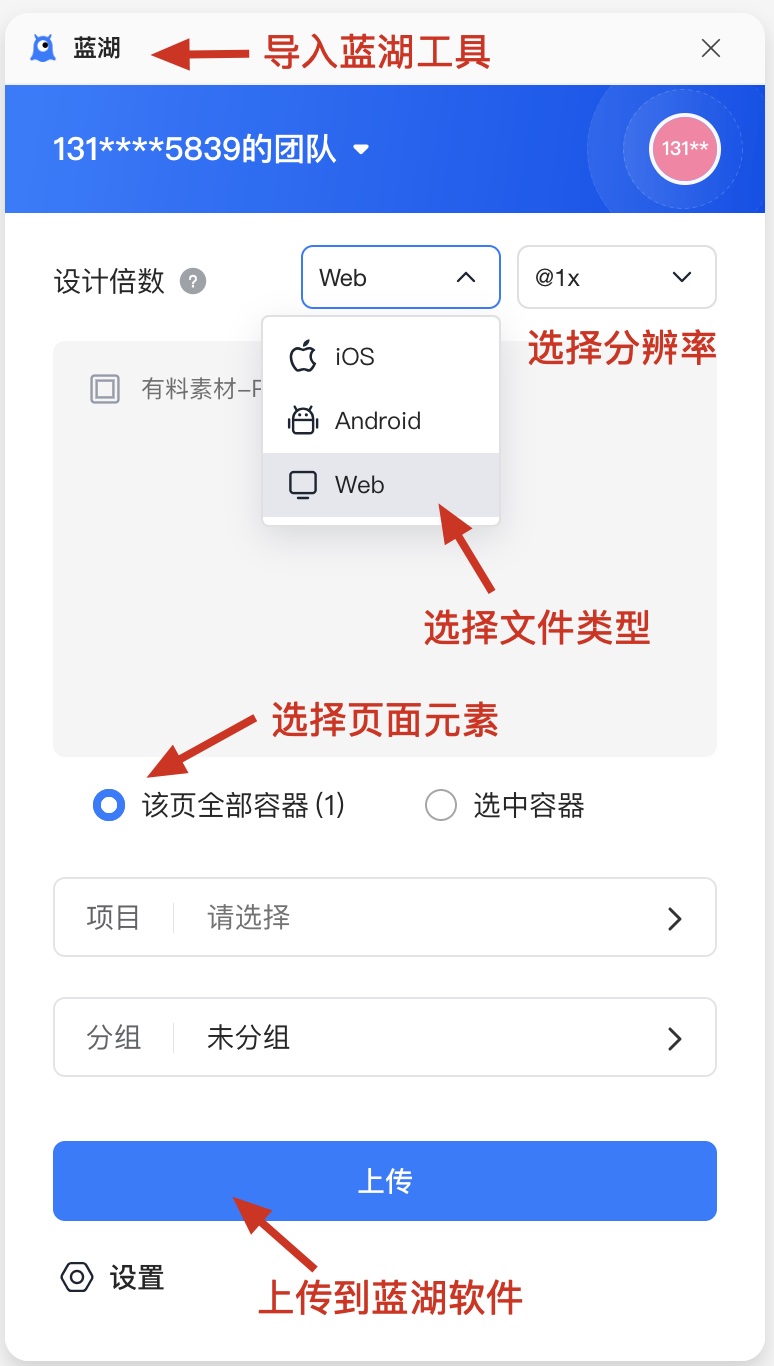 蓝湖
导入蓝湖工具
131****5839的团队
131**
设计倍数 ?
Web
@1x
选择分辨率
iOS
有料素材-F
Android
Web
选择文件类型
选择页面元素
该页全部容器 (1)
选中容器
项目
请选择
分组
未分组
上传
设置
上传到蓝湖软件